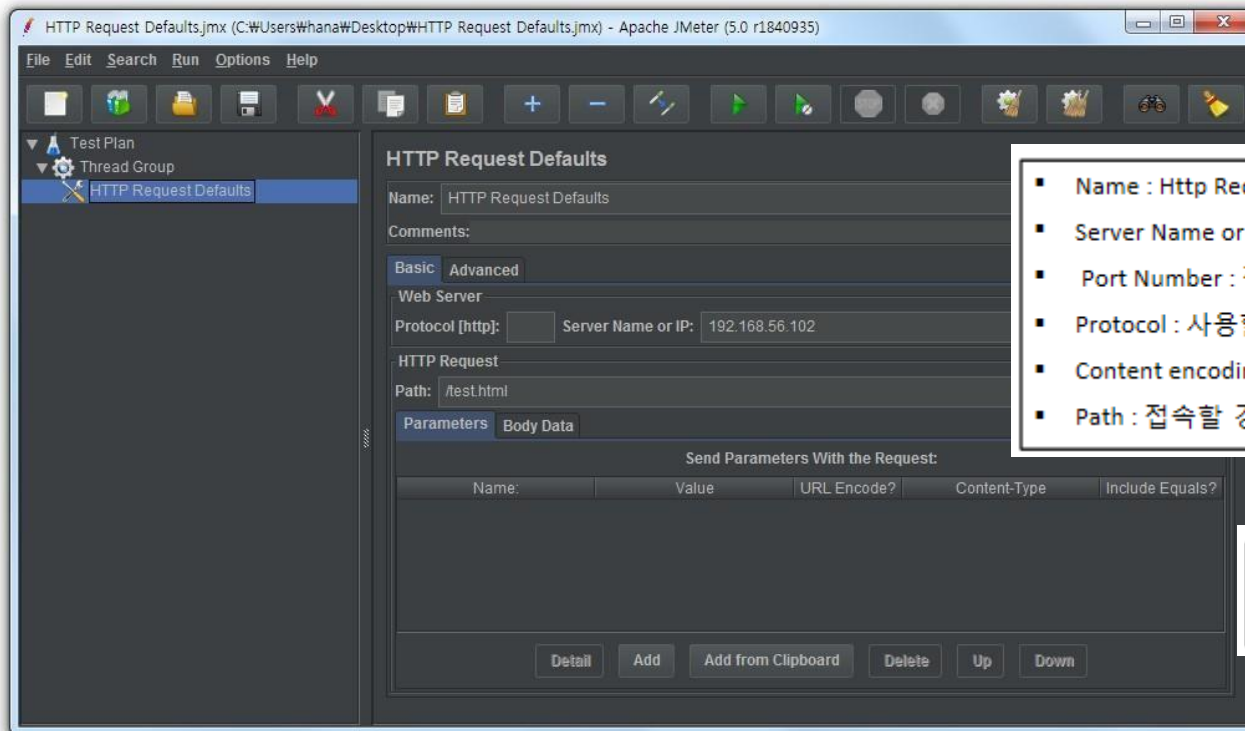 HTTP Request Defaults.jmx (C:₩Users₩hana₩Desktop₩HTTP Request Defaults.jmx) - Apache JMeter (5.0 r1840935)
File Edit Search Run Options Help
Test Plan
Thread Group
HTTP Request Defaults
HTTP Request Defaults
Name: HTTP Request Defaults
Comments:
Basic Advanced
Web Server
Protocol [http]: Server Name or IP: 192.168.56.102
HTTP Request
Path: /test.html
Parameters Body Data
Send Parameters With the Request:
Name: Value URL Encode? Content-Type Include Equals?
Detail Add Add from Clipboard Delete Up Down
▪ Name : Http
▪ Server Name or
▪ Port Number :
▪ Protocol :
▪ Content
▪ Path : 접속할